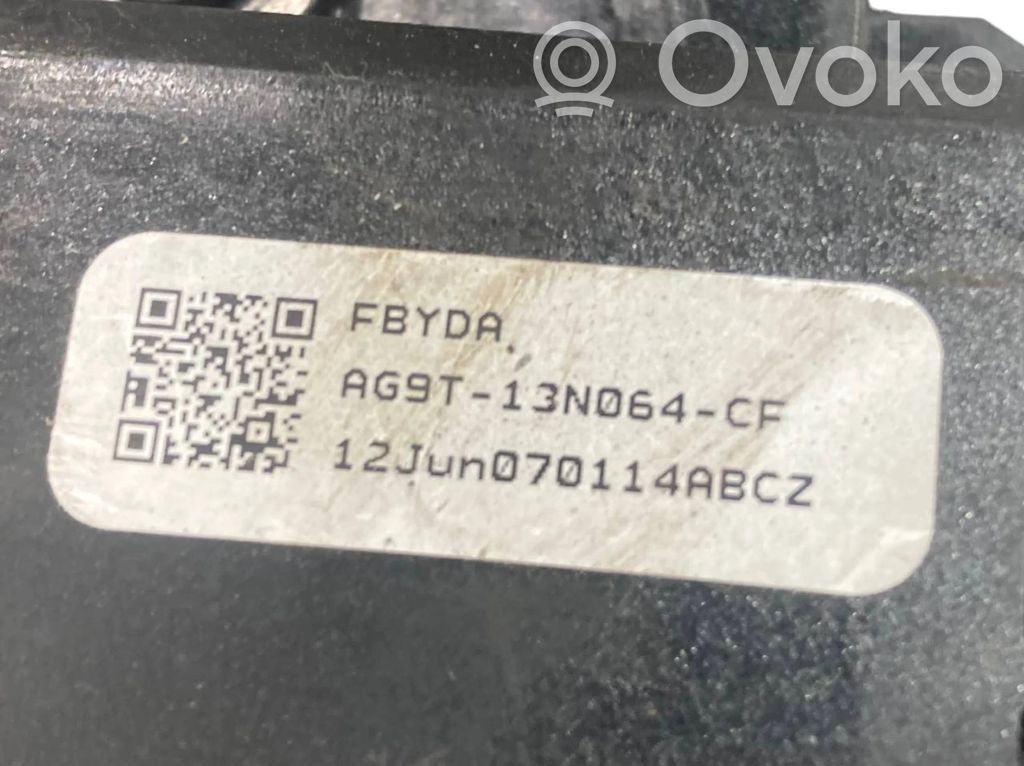 Ovoko
FBYDA
AG9T-13N064-CF
12Jun070114ABCZ